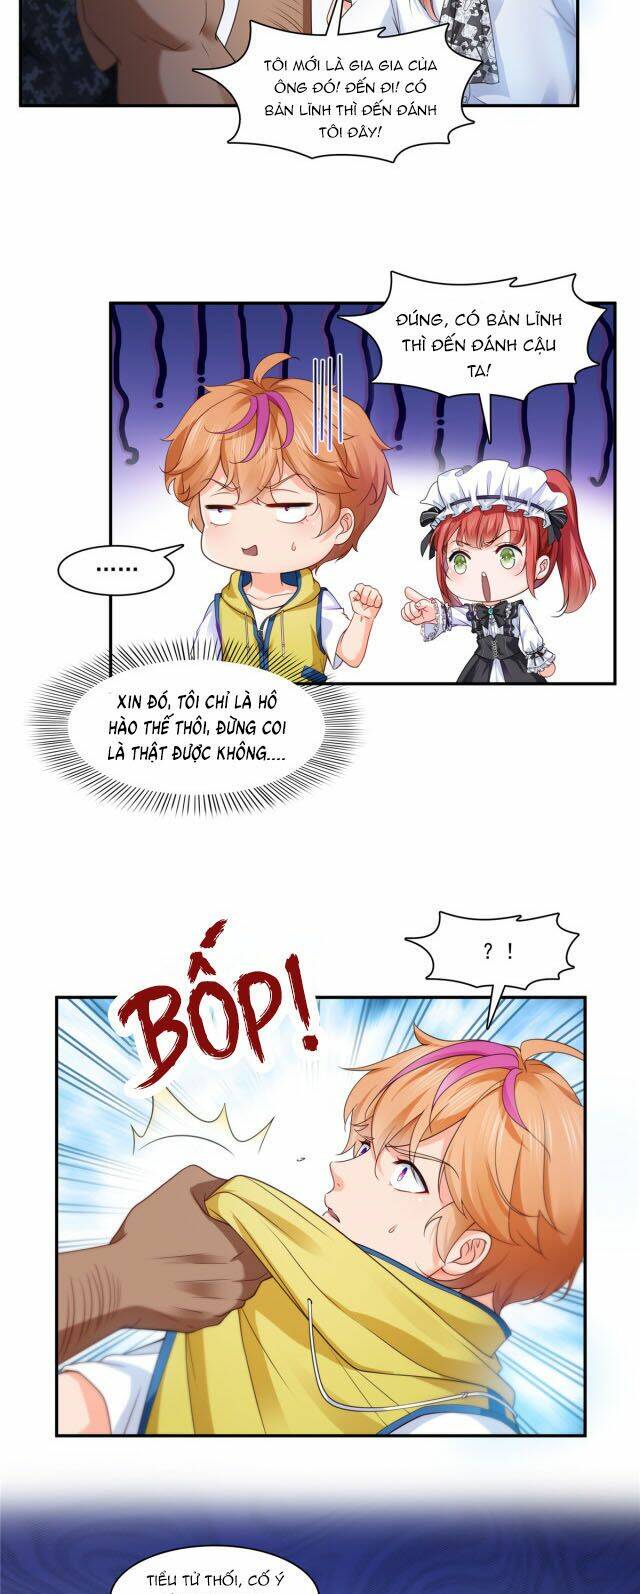 TÔI MỚI LÀ GIA GIA CỦA
ÔNG ĐÓ! ĐẾN ĐI! CÓ
BẢN LĨNH THÌ ĐẾN ĐÁNH
TÔI ĐÂY!
ĐÚNG, CÓ BẢN LĨNH
THÌ ĐẾN ĐÁNH CẬU
TA!
......
XIN ĐÓ, TÔI CHỈ LÀ HÔ
HÀO THẾ THÔI, ĐỪNG COI
LÀ THẬT ĐƯỢC KHÔNG....
? !
BỐP!
TIỂU TỬ THỐI, CỐ Ý